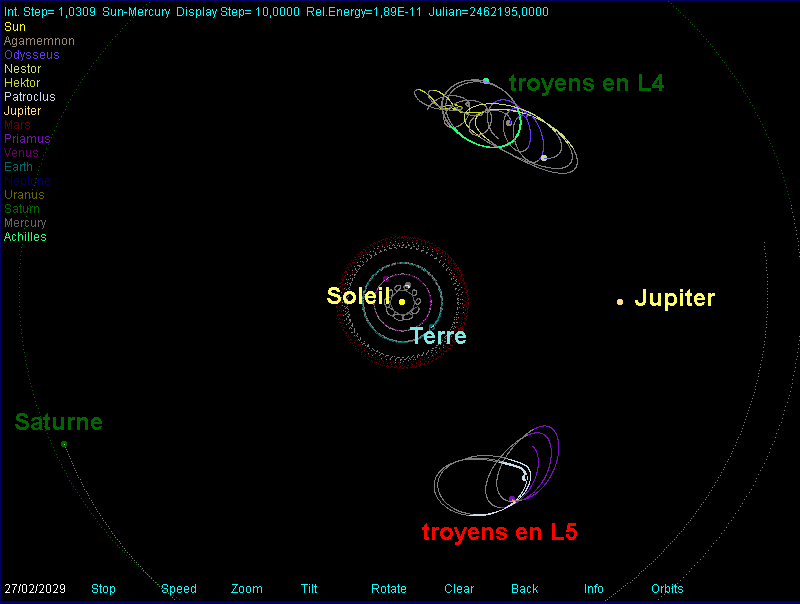 Int. Step= 1,0309 Sun-Mercury Display Step= 10,0000 Rel.Energy=1,89E-11 Julian=2462195,0000
Sun
Agamemnon
Odysseus
Nestor
Hektor
Patroclus
Jupiter
Mars
Priamus
Venus
Earth
Neptune
Uranus
Saturn
Mercury
Achilles
troyens en L4
Soleil
Jupiter
Terre
Saturne
troyens en L5
27/02/2029 Stop Speed Zoom Tilt Rotate Clear Back Info Orbits